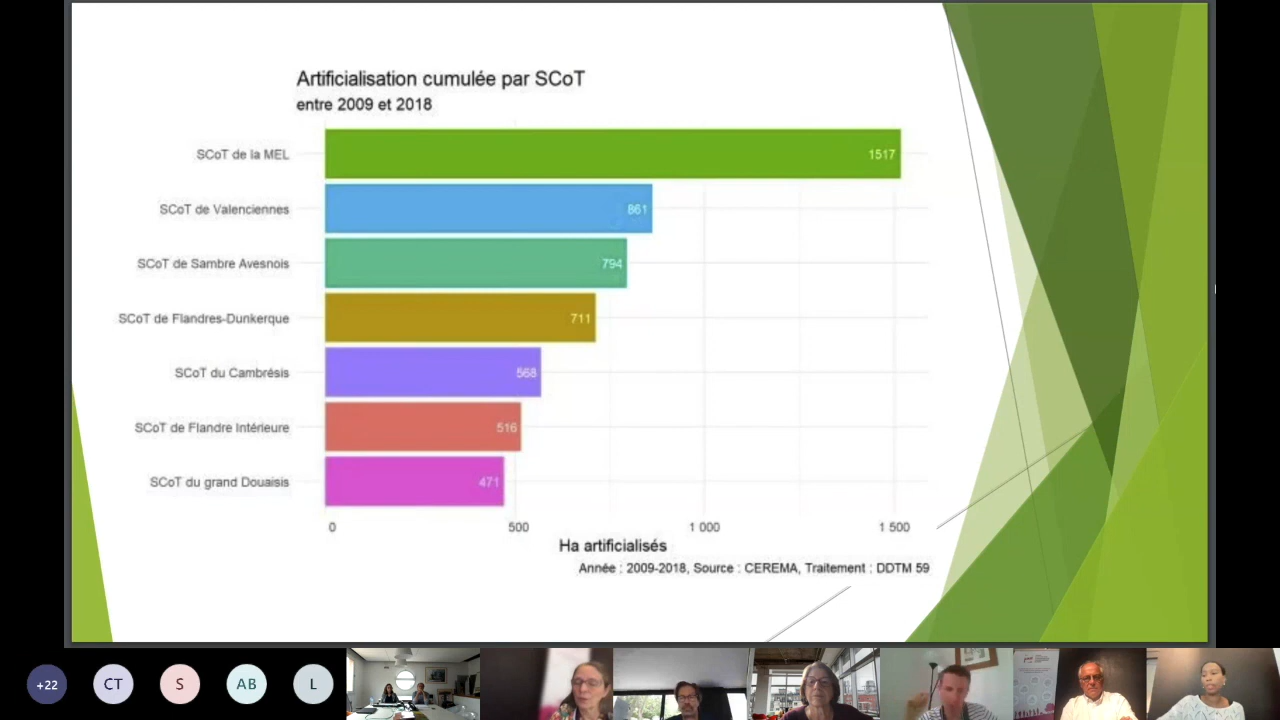 Artificialisation cumulée par SCoT
entre 2009 et 2018
SCoT de la MEL 1517
SCoT de Valenciennes 861
SCoT de Sambre Avesnois 794
SCoT de Flandres-Dunkerque 711
SCoT du Cambrésis 568
SCoT de Flandre Intérieure 516
SCoT du grand Douaisis 471
0 500 1 000 1 500
Ha artificialisés
Année : 2009-2018, Source : CEREMA, Traitement : DDTM 59
+22 CT S AB L